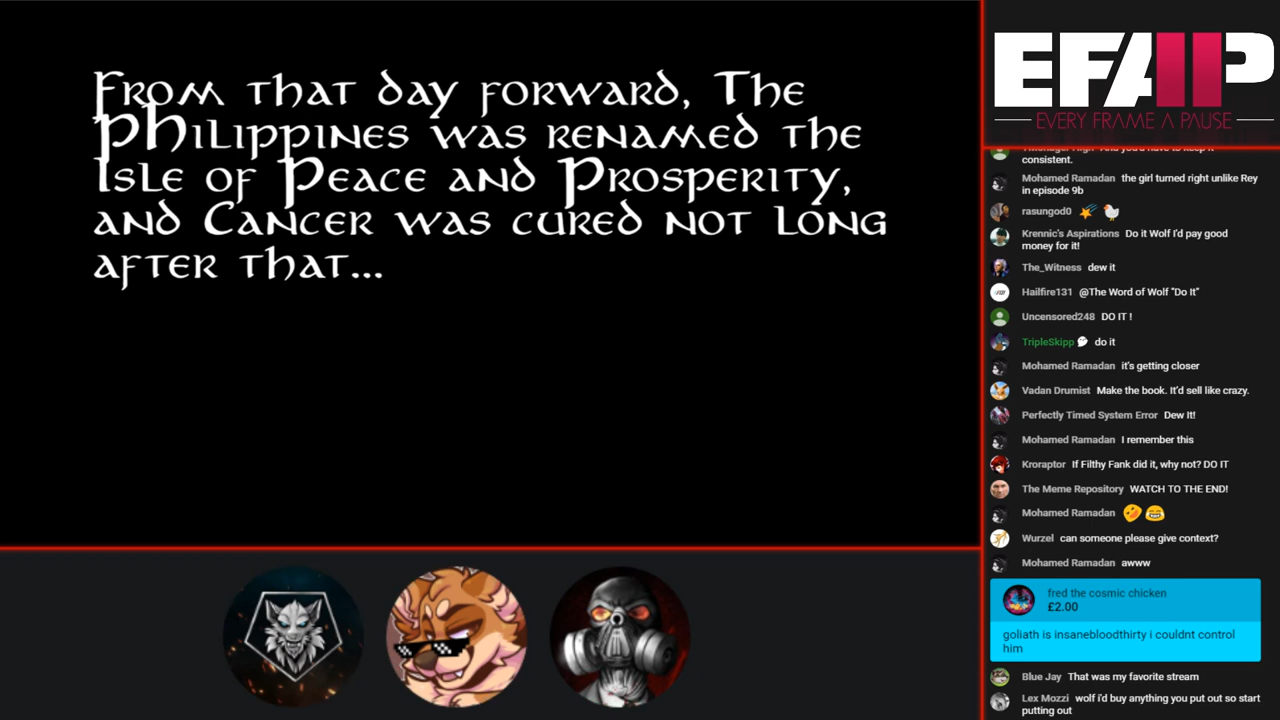 From that day forward, The
Philippines was renamed the
Isle of Peace and Prosperity,
and Cancer was cured not long
after that...
EFAP
EVERY FRAME A PAUSE
consistent.
Mohamed Ramadan the girl turned right unlike Rey
in episode 9b
rasungod0
Krennic's Aspirations Do it Wolf I'd pay good
money for it!
The_Witness dew it
Hailfire131 @The Word of Wolf "Do It"
Uncensored248 DO IT !
TripleSkipp do it
Mohamed Ramadan it's getting closer
Vadan Drumist Make the book. It'd sell like crazy.
Perfectly Timed System Error Dew It!
Mohamed Ramadan I remember this
Kroraptor If Filthy Fank did it, why not? DO IT
The Meme Repository WATCH TO THE END!
Mohamed Ramadan
Wurzel can someone please give context?
Mohamed Ramadan awww
fred the cosmic chicken
£2.00
goliath is insanebloodthirty i couldnt control
him
Blue Jay That was my favorite stream
Lex Mozzi wolf i'd buy anything you put out so start
putting out